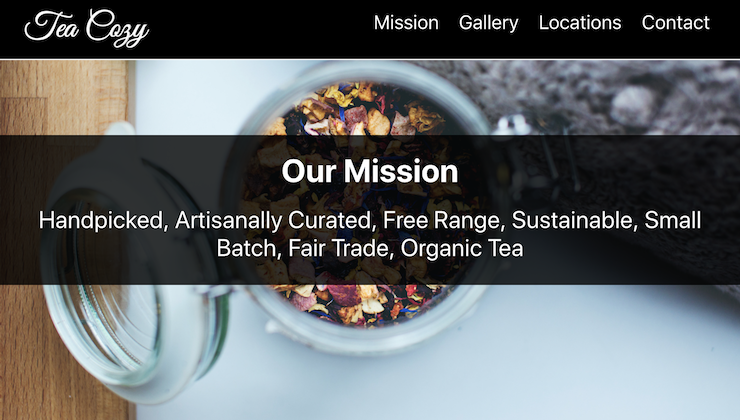 Tea Cozy
Mission Gallery Locations Contact
Our Mission
Handpicked, Artisanally Curated, Free Range, Sustainable, Small
Batch, Fair Trade, Organic Tea